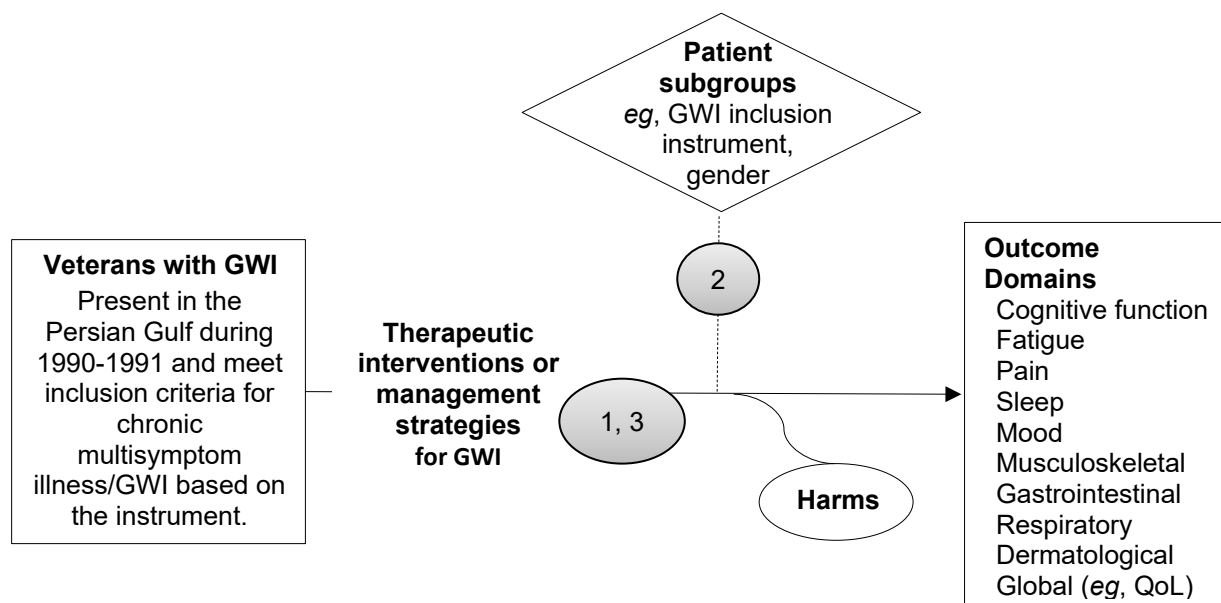 Patient
subgroups
eg, GWI inclusion
instrument,
gender
2
Veterans with GWI
Present in the
Persian Gulf during
1990-1991 and meet
inclusion criteria for
chronic
multisymptom
illness/GWI based on
the instrument.
Therapeutic
interventions or
management
strategies
for GWI
1, 3
Harms
Outcome
Domains
Cognitive function
Fatigue
Pain
Sleep
Mood
Musculoskeletal
Gastrointestinal
Respiratory
Dermatological
Global (eg, QoL)